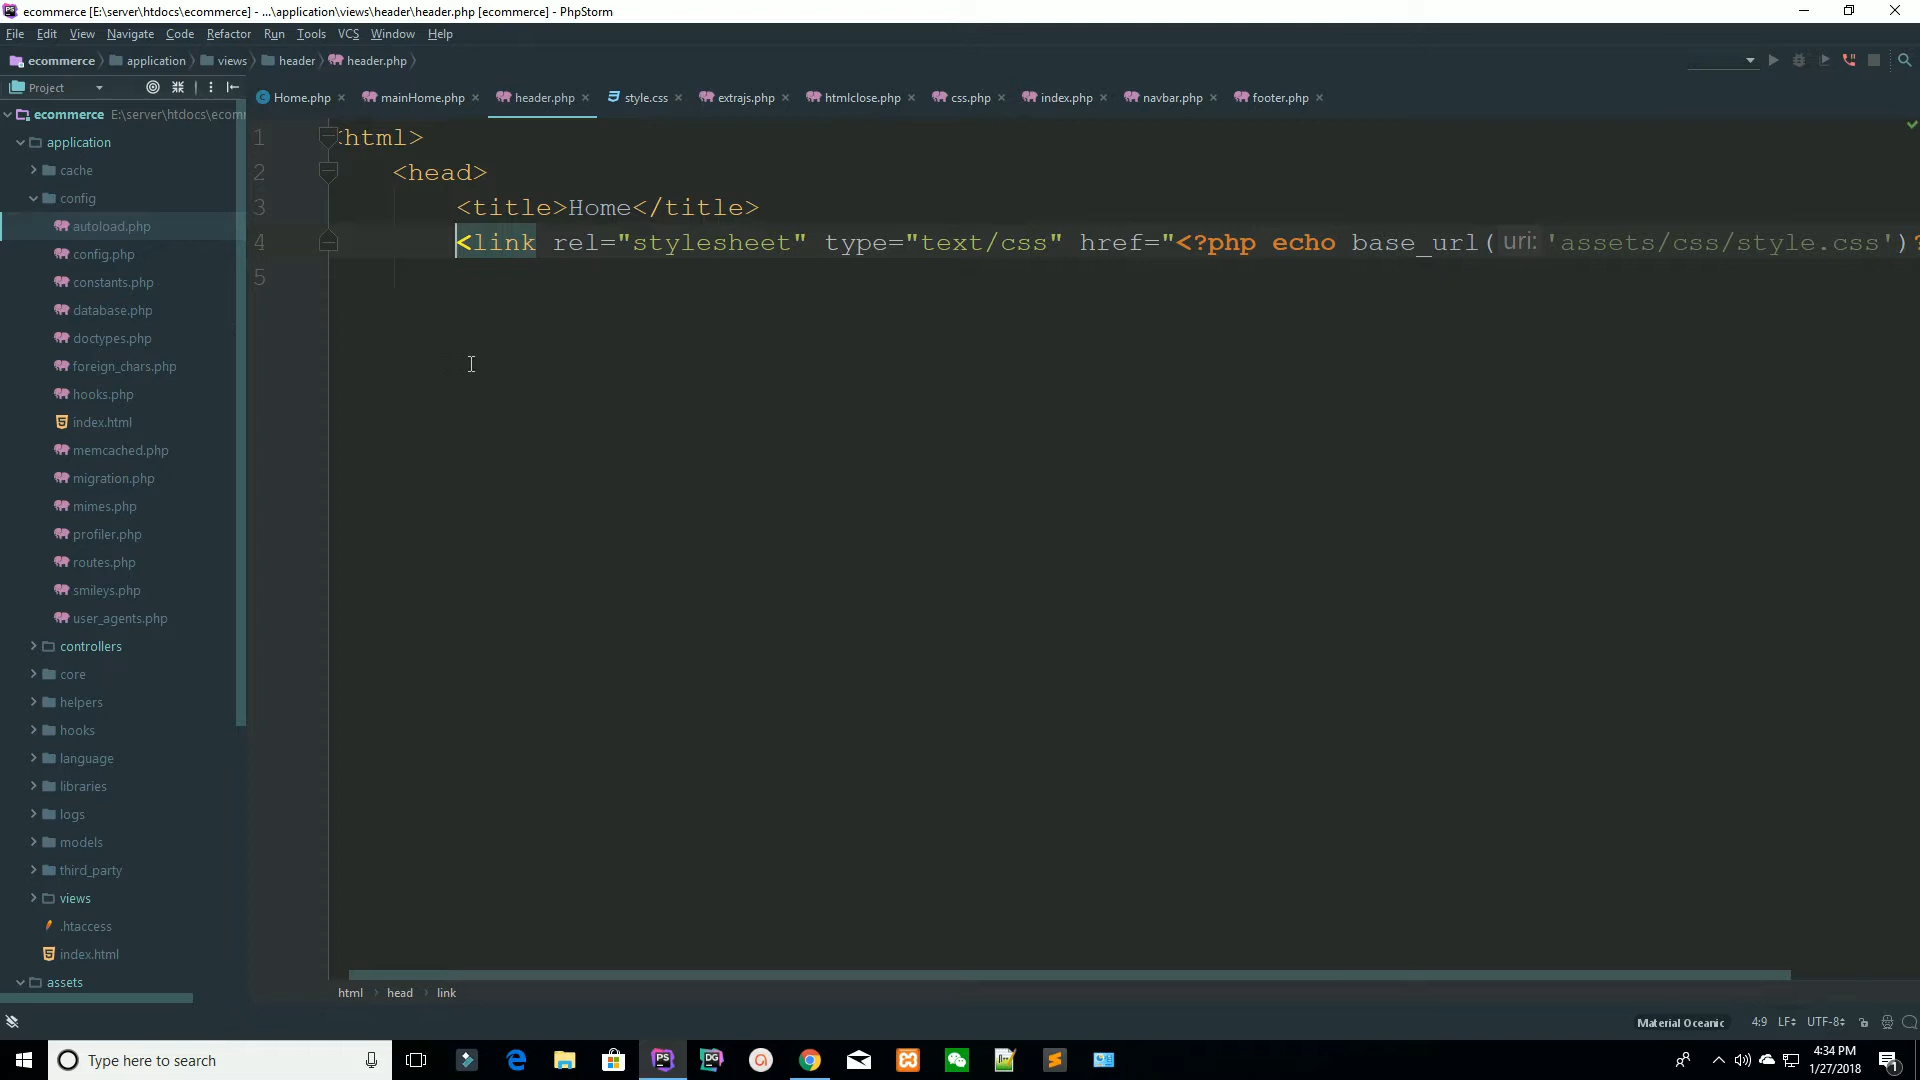 ecommerce [E:\server\htdocs\ecommerce] - ...\application\views\header\header.php [ecommerce] - PhpStorm
File Edit View Navigate Code Refactor Run Tools VCS Window Help
ecommerce application views header header.php
Project
Home.php mainHome.php header.php style.css extrajs.php htmlclose.php css.php index.php navbar.php footer.php
ecommerce E:\server\htdocs\ecom
application
cache
config
autoload.php
config.php
constants.php
database.php
doctypes.php
foreign_chars.php
hooks.php
index.html
memcached.php
migration.php
mimes.php
profiler.php
routes.php
smileys.php
user_agents.php
controllers
core
helpers
hooks
language
libraries
logs
models
third_party
views
.htaccess
index.html
assets
1 <html>
2 <head>
3 <title>Home</title>
4 <link rel="stylesheet" type="text/css" href="<?php echo base_url( uri: 'assets/css/style.css')?
5
html head link
Material Oceanic 4:9 LF UTF-8
Type here to search
4:34 PM
1/27/2018
1